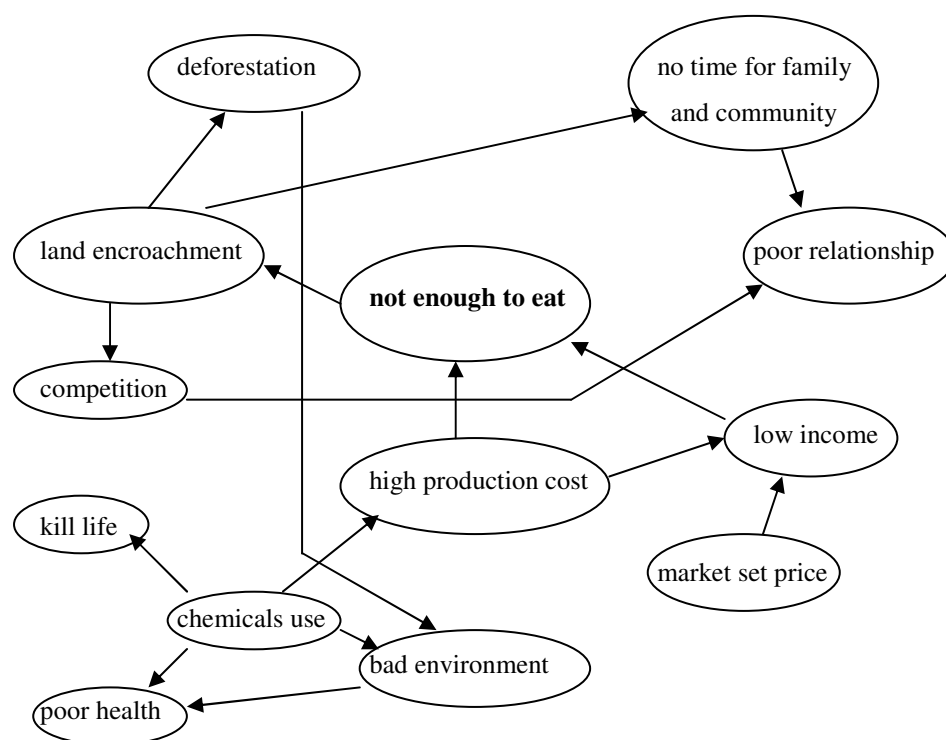 deforestation
no time for family
and community
land encroachment
poor relationship
not enough to eat
competition
low income
high production cost
kill life
market set price
chemicals use
bad environment
poor health